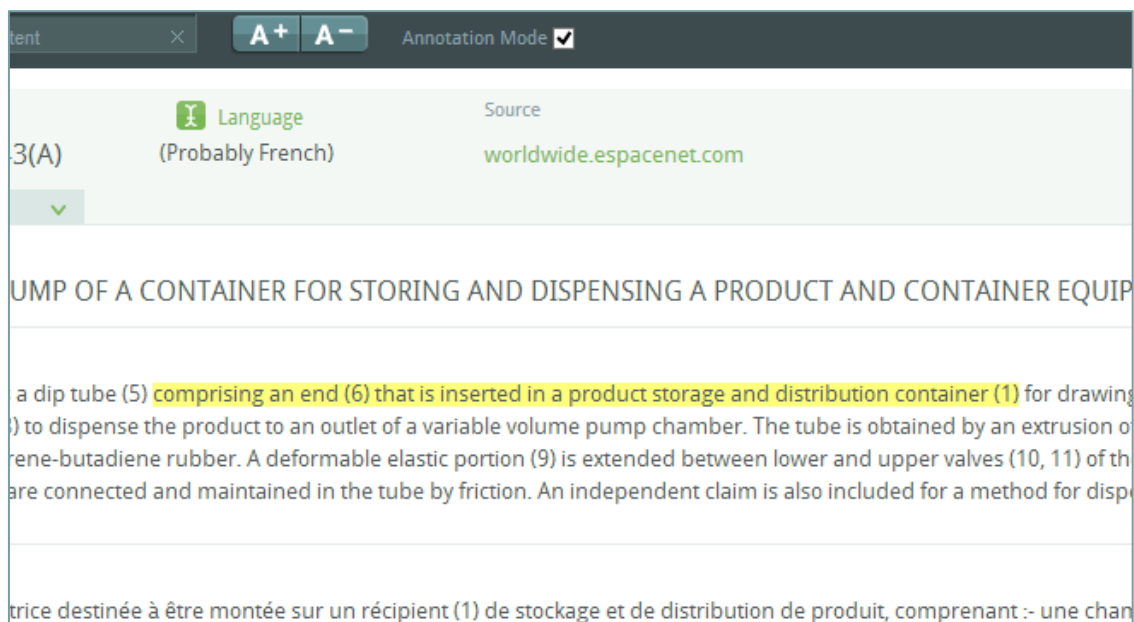 tent × A+ A− Annotation Mode
Language
Source
3(A)
(Probably French)
worldwide.espacenet.com
UMP OF A CONTAINER FOR STORING AND DISPENSING A PRODUCT AND CONTAINER EQUIP
a dip tube (5) comprising an end (6) that is inserted in a product storage and distribution container (1) for drawing
) to dispense the product to an outlet of a variable volume pump chamber. The tube is obtained by an extrusion o
rene-butadiene rubber. A deformable elastic portion (9) is extended between lower and upper valves (10, 11) of th
are connected and maintained in the tube by friction. An independent claim is also included for a method for disp
trice destinée à être montée sur un récipient (1) de stockage et de distribution de produit, comprenant :- une cham